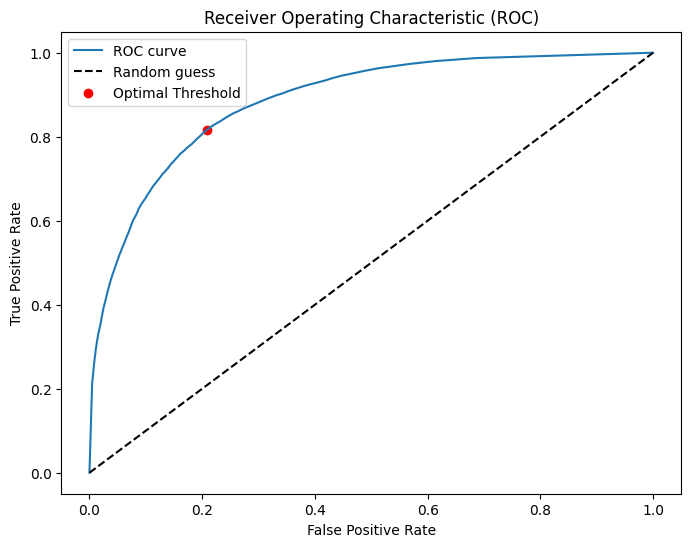 Receiver Operating Characteristic (ROC)
ROC curve
Random guess
Optimal Threshold
True Positive Rate
1.0
0.8
0.6
0.4
0.2
0.0
0.0 0.2 0.4 0.6 0.8 1.0
False Positive Rate